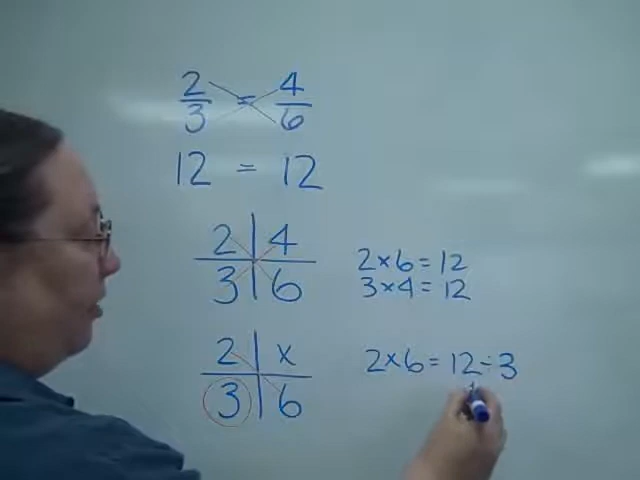 2/3 = 4/6
12 = 12
2 4
3 6
2×6=12
3×4=12
2 x
3 6
2×6=12÷3